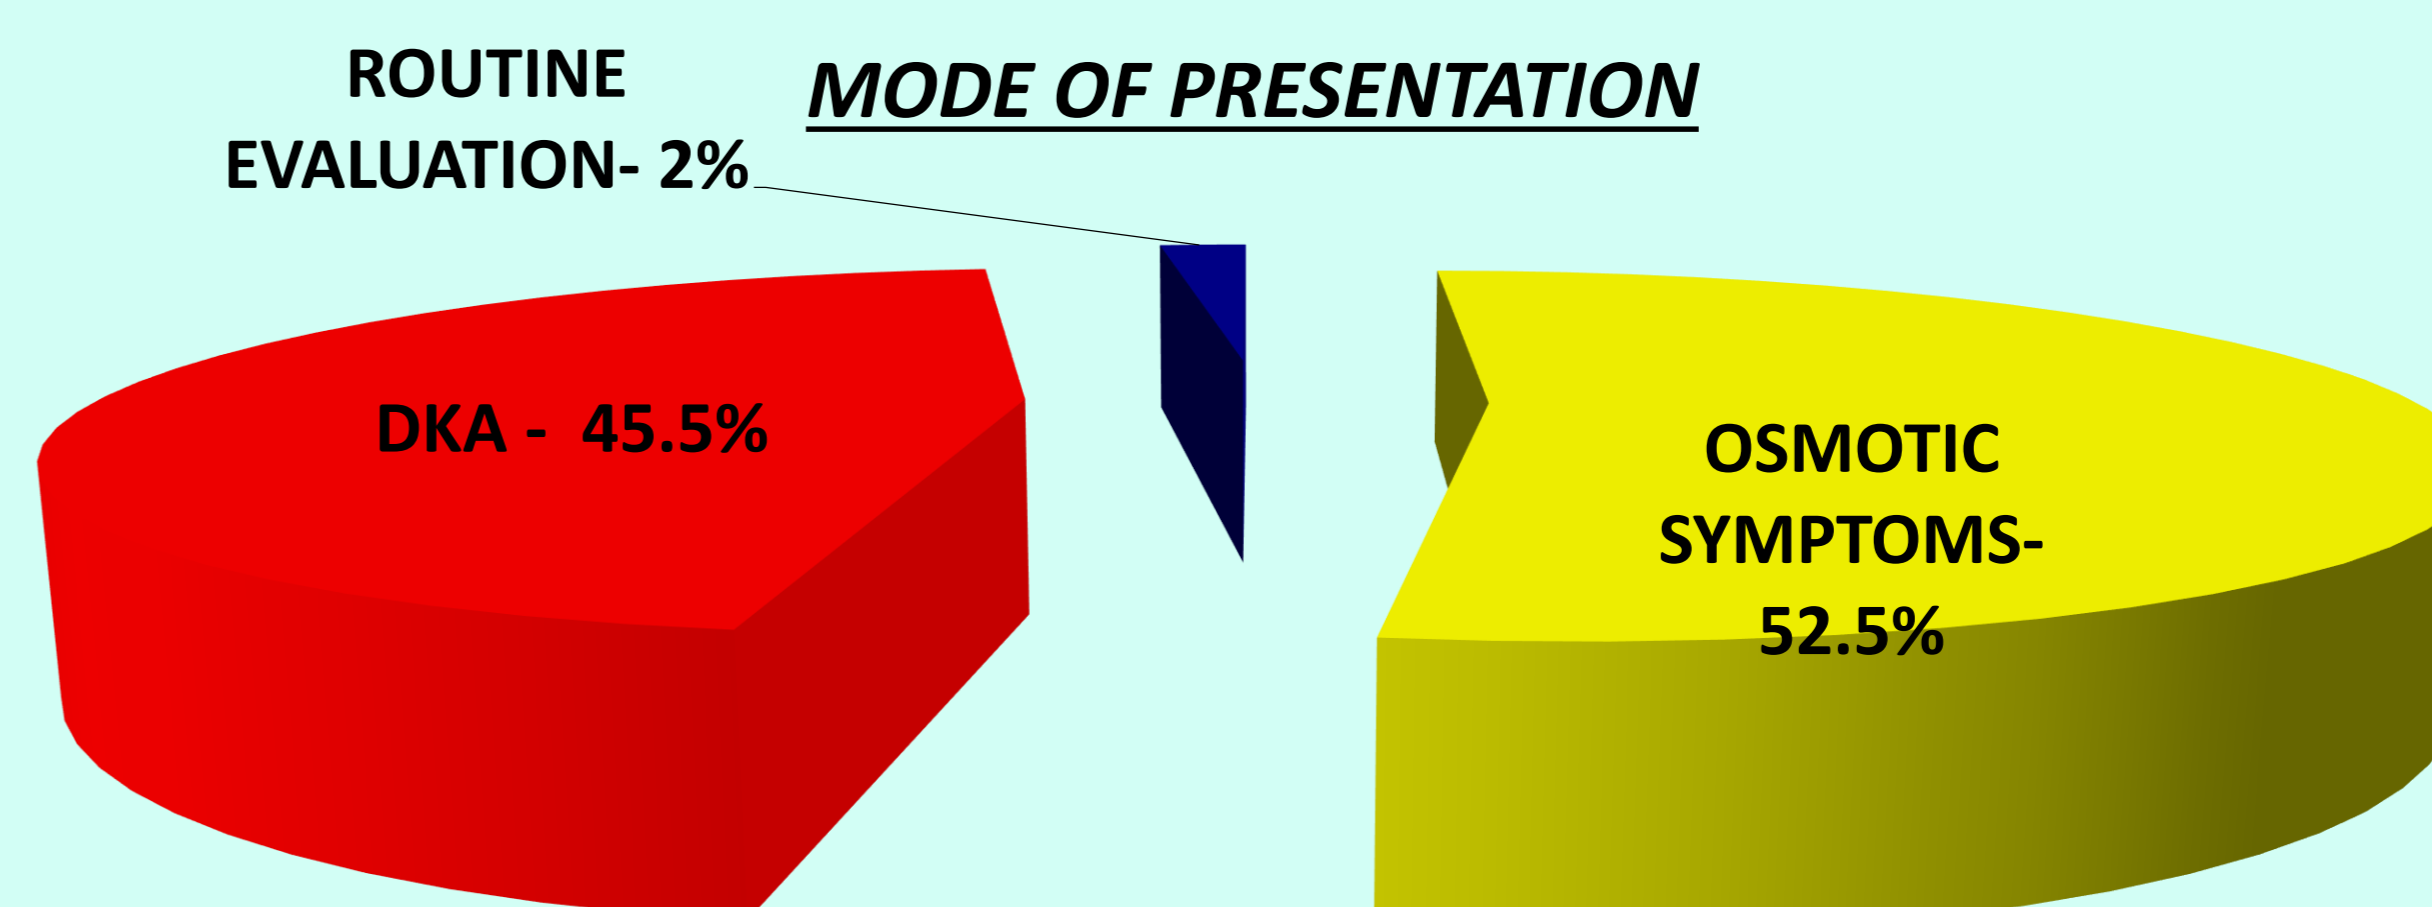 MODE OF PRESENTATION
ROUTINE
EVALUATION- 2%
DKA -  45.5%
OSMOTIC
SYMPTOMS-
52.5%